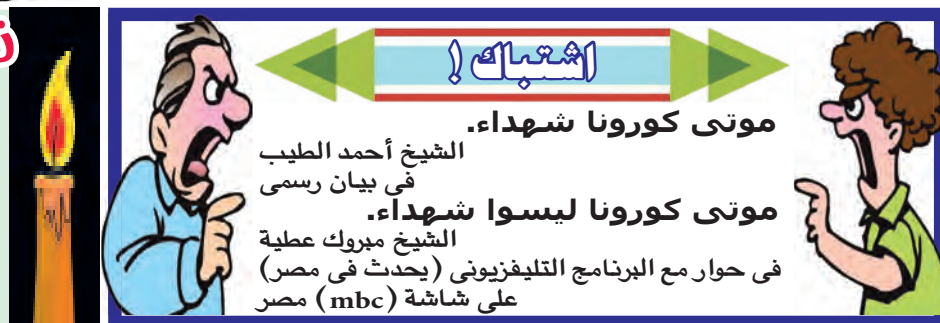 اشتباك !
موتى كورونا شهداء.
الشيخ أحمد الطيب
فى بيان رسمى
موتى كورونا ليسوا شهداء.
الشيخ مبروك عطية
فى حوار مع البرنامج التليفزيونى (يحدث فى مصر)
على شاشة (mbc) مصر